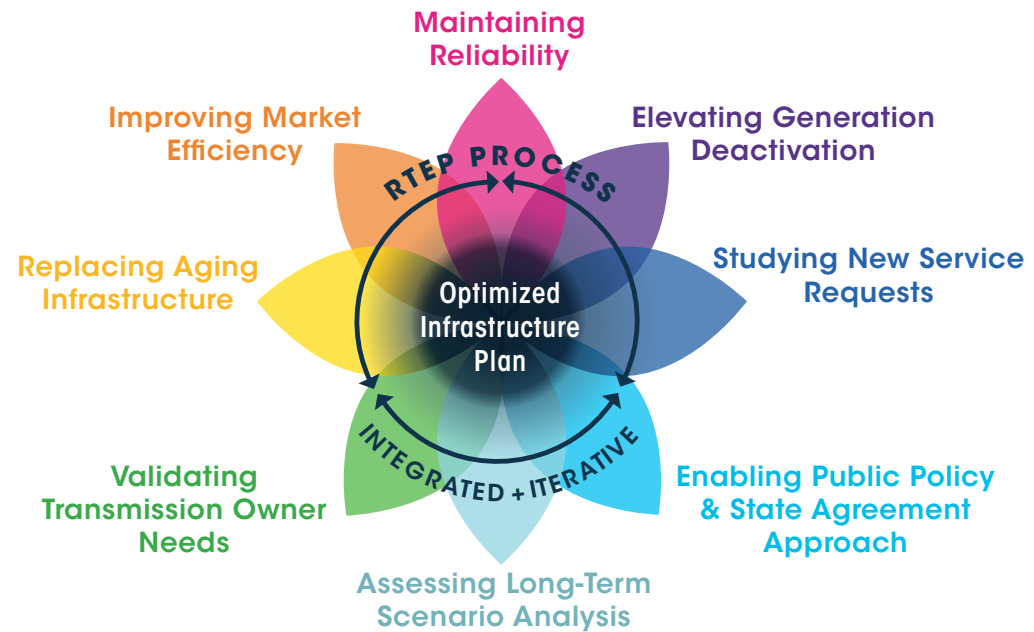 Maintaining
Reliability
Improving Market
Efficiency
Elevating Generation
Deactivation
RTEP PROCESS
Replacing Aging
Infrastructure
Studying New Service
Requests
Optimized
Infrastructure
Plan
INTEGRATED + ITERATIVE
Validating
Transmission Owner
Needs
Enabling Public Policy
& State Agreement
Approach
Assessing Long-Term
Scenario Analysis